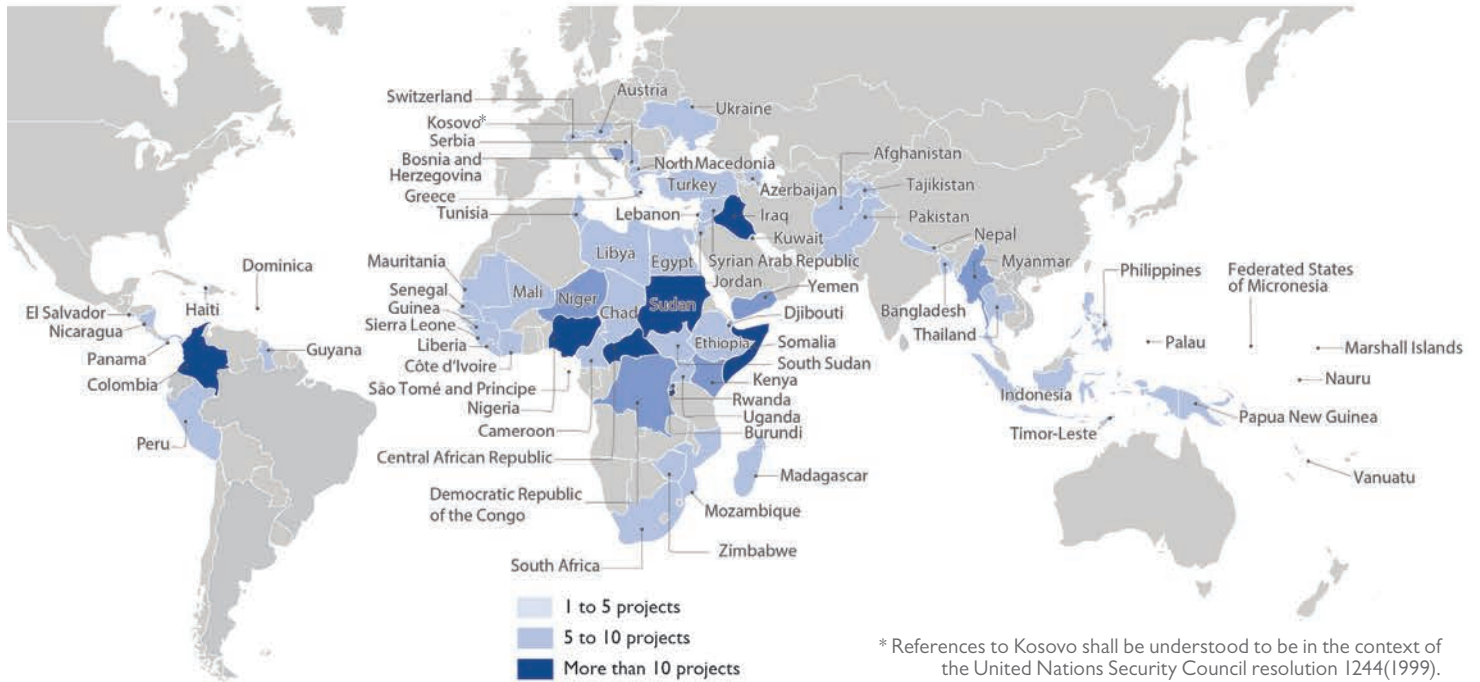 Switzerland
Austria
Ukraine
Kosovo*
Serbia
Bosnia and
Herzegovina
North Macedonia
Afghanistan
Greece
Turkey
Azerbaijan
Tajikistan
Tunisia
Lebanon
Iraq
Pakistan
Kuwait
Nepal
Mauritania
Libya
Egypt
Syrian Arab Republic
Myanmar
Dominica
Jordan
Philippines
Federated States
of Micronesia
Senegal
Mali
Niger
Sudan
Yemen
Guinea
Chad
Djibouti
Bangladesh
El Salvador
Haiti
Sierra Leone
Thailand
Nicaragua
Liberia
Ethiopia
Somalia
Palau
Marshall Islands
Panama
Guyana
Côte d'Ivoire
South Sudan
Colombia
São Tomé and Principe
Kenya
Nauru
Nigeria
Rwanda
Indonesia
Uganda
Papua New Guinea
Cameroon
Burundi
Timor-Leste
Peru
Central African Republic
Madagascar
Vanuatu
Democratic Republic
of the Congo
Mozambique
Zimbabwe
South Africa
1 to 5 projects
5 to 10 projects
More than 10 projects
* References to Kosovo shall be understood to be in the context of
the United Nations Security Council resolution 1244(1999).